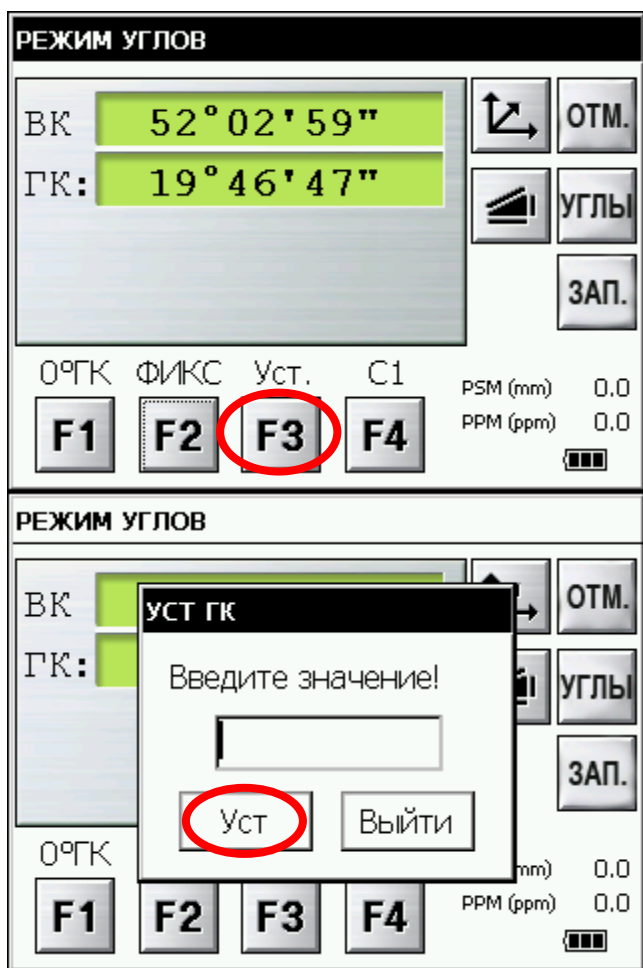 РЕЖИМ УГЛОВ
ВК 52°02'59"
ГК: 19°46'47"
ОТМ.
УГЛЫ
ЗАП.
0°ГК ФИКС Уст. С1
F1 F2 F3 F4
PSM (mm) 0.0
PPM (ppm) 0.0
РЕЖИМ УГЛОВ
ВК
ГК:
УСТ ГК
Введите значение!
Уст Выйти
ОТМ.
УГЛЫ
ЗАП.
0°ГК
F1 F2 F3 F4
mm) 0.0
PPM (ppm) 0.0